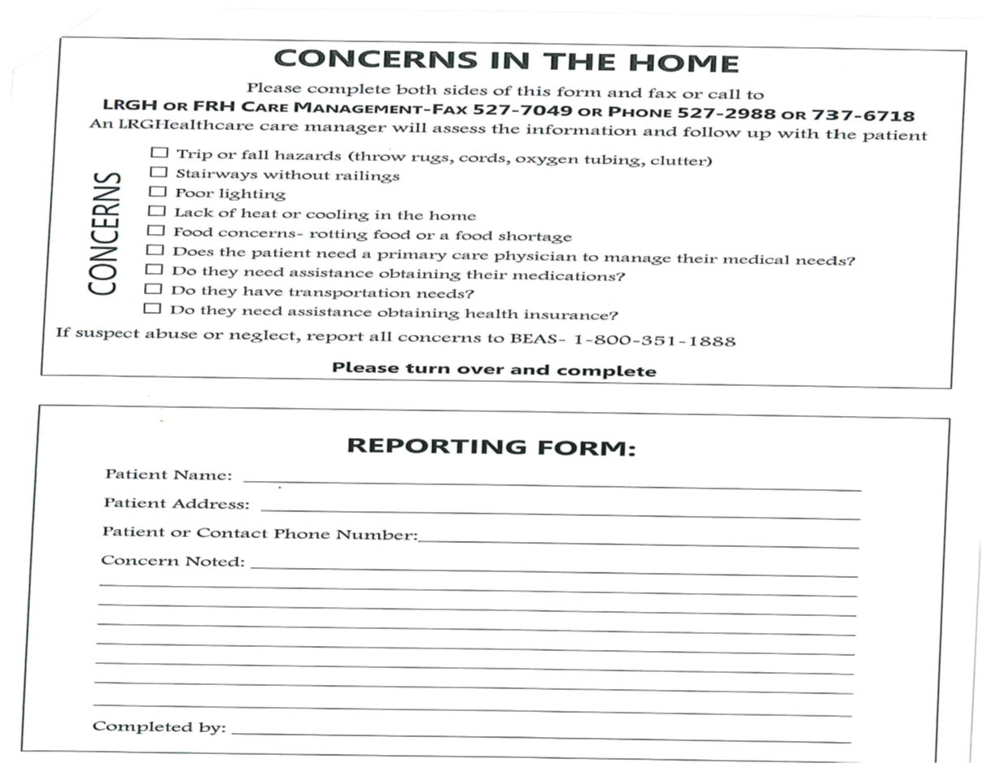 CONCERNS IN THE HOME
Please complete both sides of this form and fax or call to
LRGH OR FRH CARE MANAGEMENT-FAX 527-7049 OR PHONE 527-2988 OR 737-6718
An LRGHealthcare care manager will assess the information and follow up with the patient
CONCERNS
Trip or fall hazards (throw rugs, cords, oxygen tubing, clutter)
Stairways without railings
Poor lighting
Lack of heat or cooling in the home
Food concerns- rotting food or a food shortage
Does the patient need a primary care physician to manage their medical needs?
Do they need assistance obtaining their medications?
Do they have transportation needs?
Do they need assistance obtaining health insurance?
If suspect abuse or neglect, report all concerns to BEAS- 1-800-351-1888
Please turn over and complete
REPORTING FORM:
Patient Name:
Patient Address:
Patient or Contact Phone Number:
Concern Noted:
Completed by: